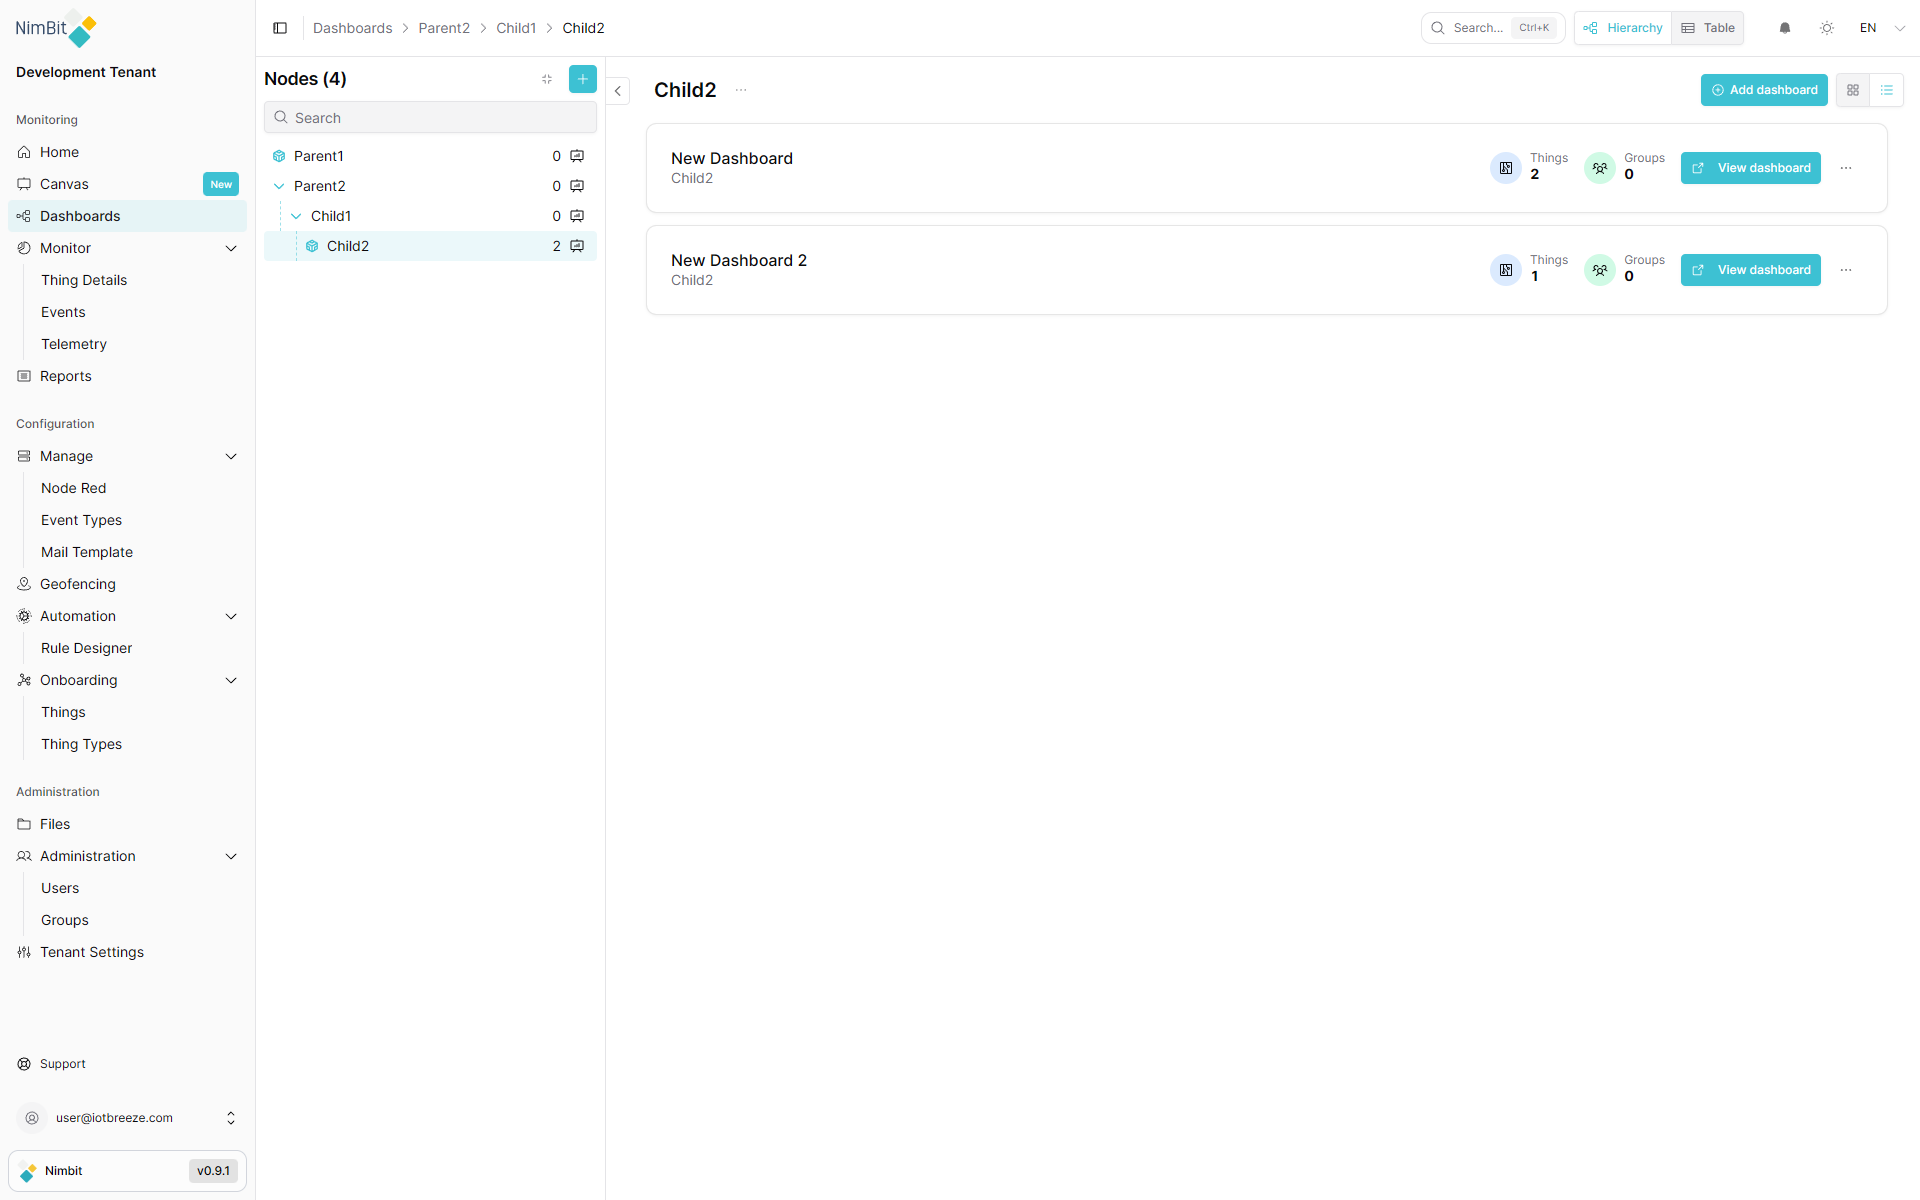 NimBit
Development Tenant
Monitoring
Home
Canvas New
Dashboards
Monitor
Thing Details
Events
Telemetry
Reports
Configuration
Manage
Node Red
Event Types
Mail Template
Geofencing
Automation
Rule Designer
Onboarding
Things
Thing Types
Administration
Files
Administration
Users
Groups
Tenant Settings
Support
user@iotbreeze.com
Nimbit v0.9.1
Dashboards Parent2 Child1 Child2
Search... Ctrl+K Hierarchy Table EN
Nodes (4)
Search
Parent1 0
Parent2 0
Child1 0
Child2 2
Child2 Add dashboard
New Dashboard
Child2
Things
2
Groups
0
View dashboard
New Dashboard 2
Child2
Things
1
Groups
0
View dashboard